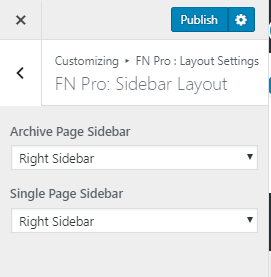 Publish
Customizing ▸ FN Pro : Layout Settings
FN Pro: Sidebar Layout
Archive Page Sidebar
Right Sidebar
Single Page Sidebar
Right Sidebar